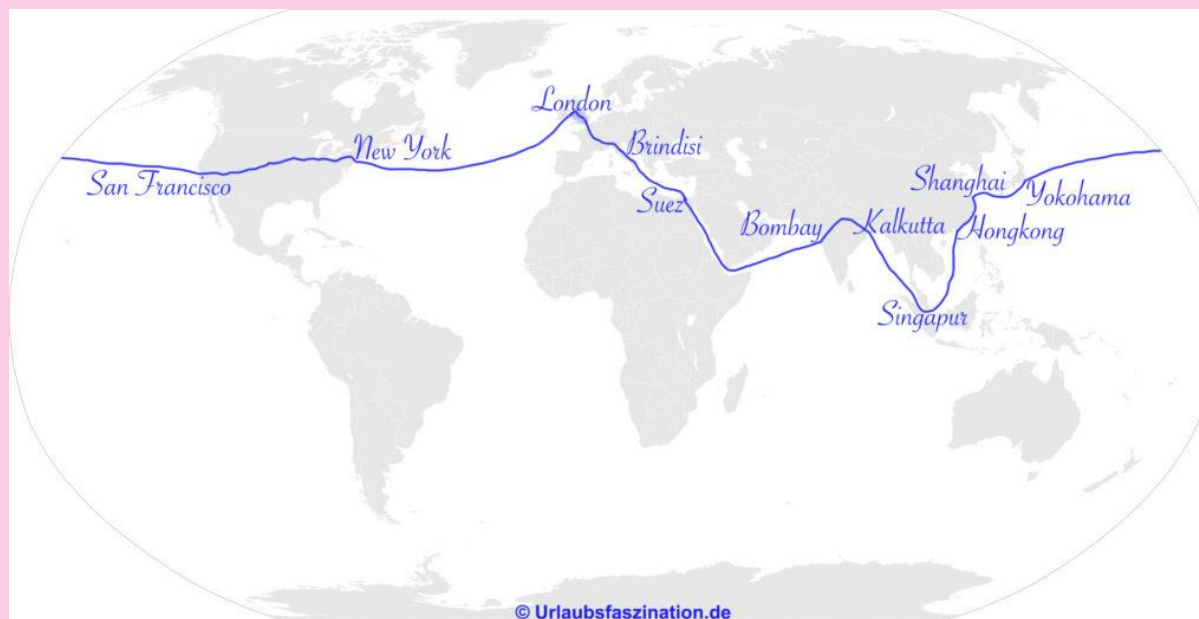 London
New York
Brindisi
San Francisco
Shanghai
Yokohama
Suez
Bombay
Kalkutta
Hongkong
Singapur
© Urlaubsfaszination.de